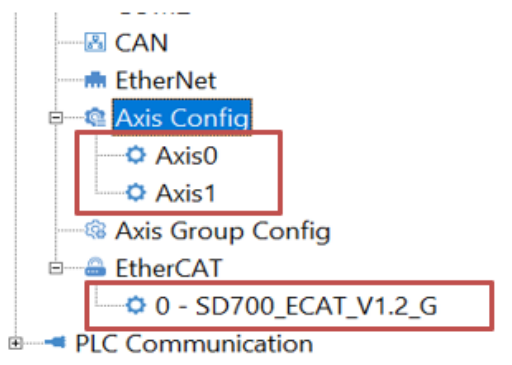 CAN
EtherNet
Axis Config
Axis0
Axis1
Axis Group Config
EtherCAT
0 - SD700_ECAT_V1.2_G
PLC Communication